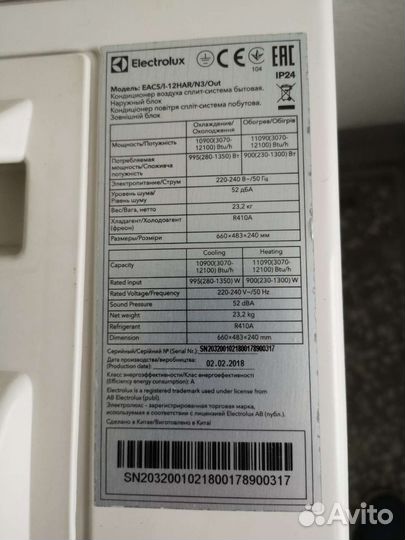 Electrolux
EAC
104
IP24
Модель: EACS/I-12HAR/N3/Out
Кондиционер воздуха сплит-система бытовая.
Наружный блок
Кондиціонер повітря спліт-система побутова.
Зовнішній блок
Охлаждение/Охолодження Обогрев/Обігрів
Мощность/Потужність 10900(3070-12100) Btu/h 11090(3070-12100) Btu/h
Потребляемая мощность/Споживча потужність 995(280-1350) Вт 900(230-1300) Вт
Электропитание/Струм 220-240 В~/50 Гц
Уровень шума/Рівень шуму 52 дБА
Вес/Вага, нетто 23,2 кг
Хладагент/Холодоагент (фреон) R410A
Размеры/Розміри 660×483×240 мм
Cooling Heating
Capacity 10900(3070-12100) Btu/h 11090(3070-12100) Btu/h
Rated input 995(280-1350) W 900(230-1300) W
Rated Voltage/Frequency 220-240 V~/50 Hz
Sound Pressure 52 dBA
Net weight 23,2 kg
Refrigerant R410A
Dimension 660×483×240 mm
Серийный/Серійний № (Serial №): SN2032001021800178900317
Дата производства/виробництва
(Production date): 02.02.2018
Класс энергоэффективности/Клас енергоефективності
(Efficiency energy consumption): A
Electrolux is a registered trademark used under license from
AB Electrolux (publ).
Электролюкс - зарегистрированная торговая марка,
используемая в соответствии с лицензией Electrolux AB (публ.).
Сделано в Китае/Виготовлено в Китаї
SN2032001021800178900317
Avito